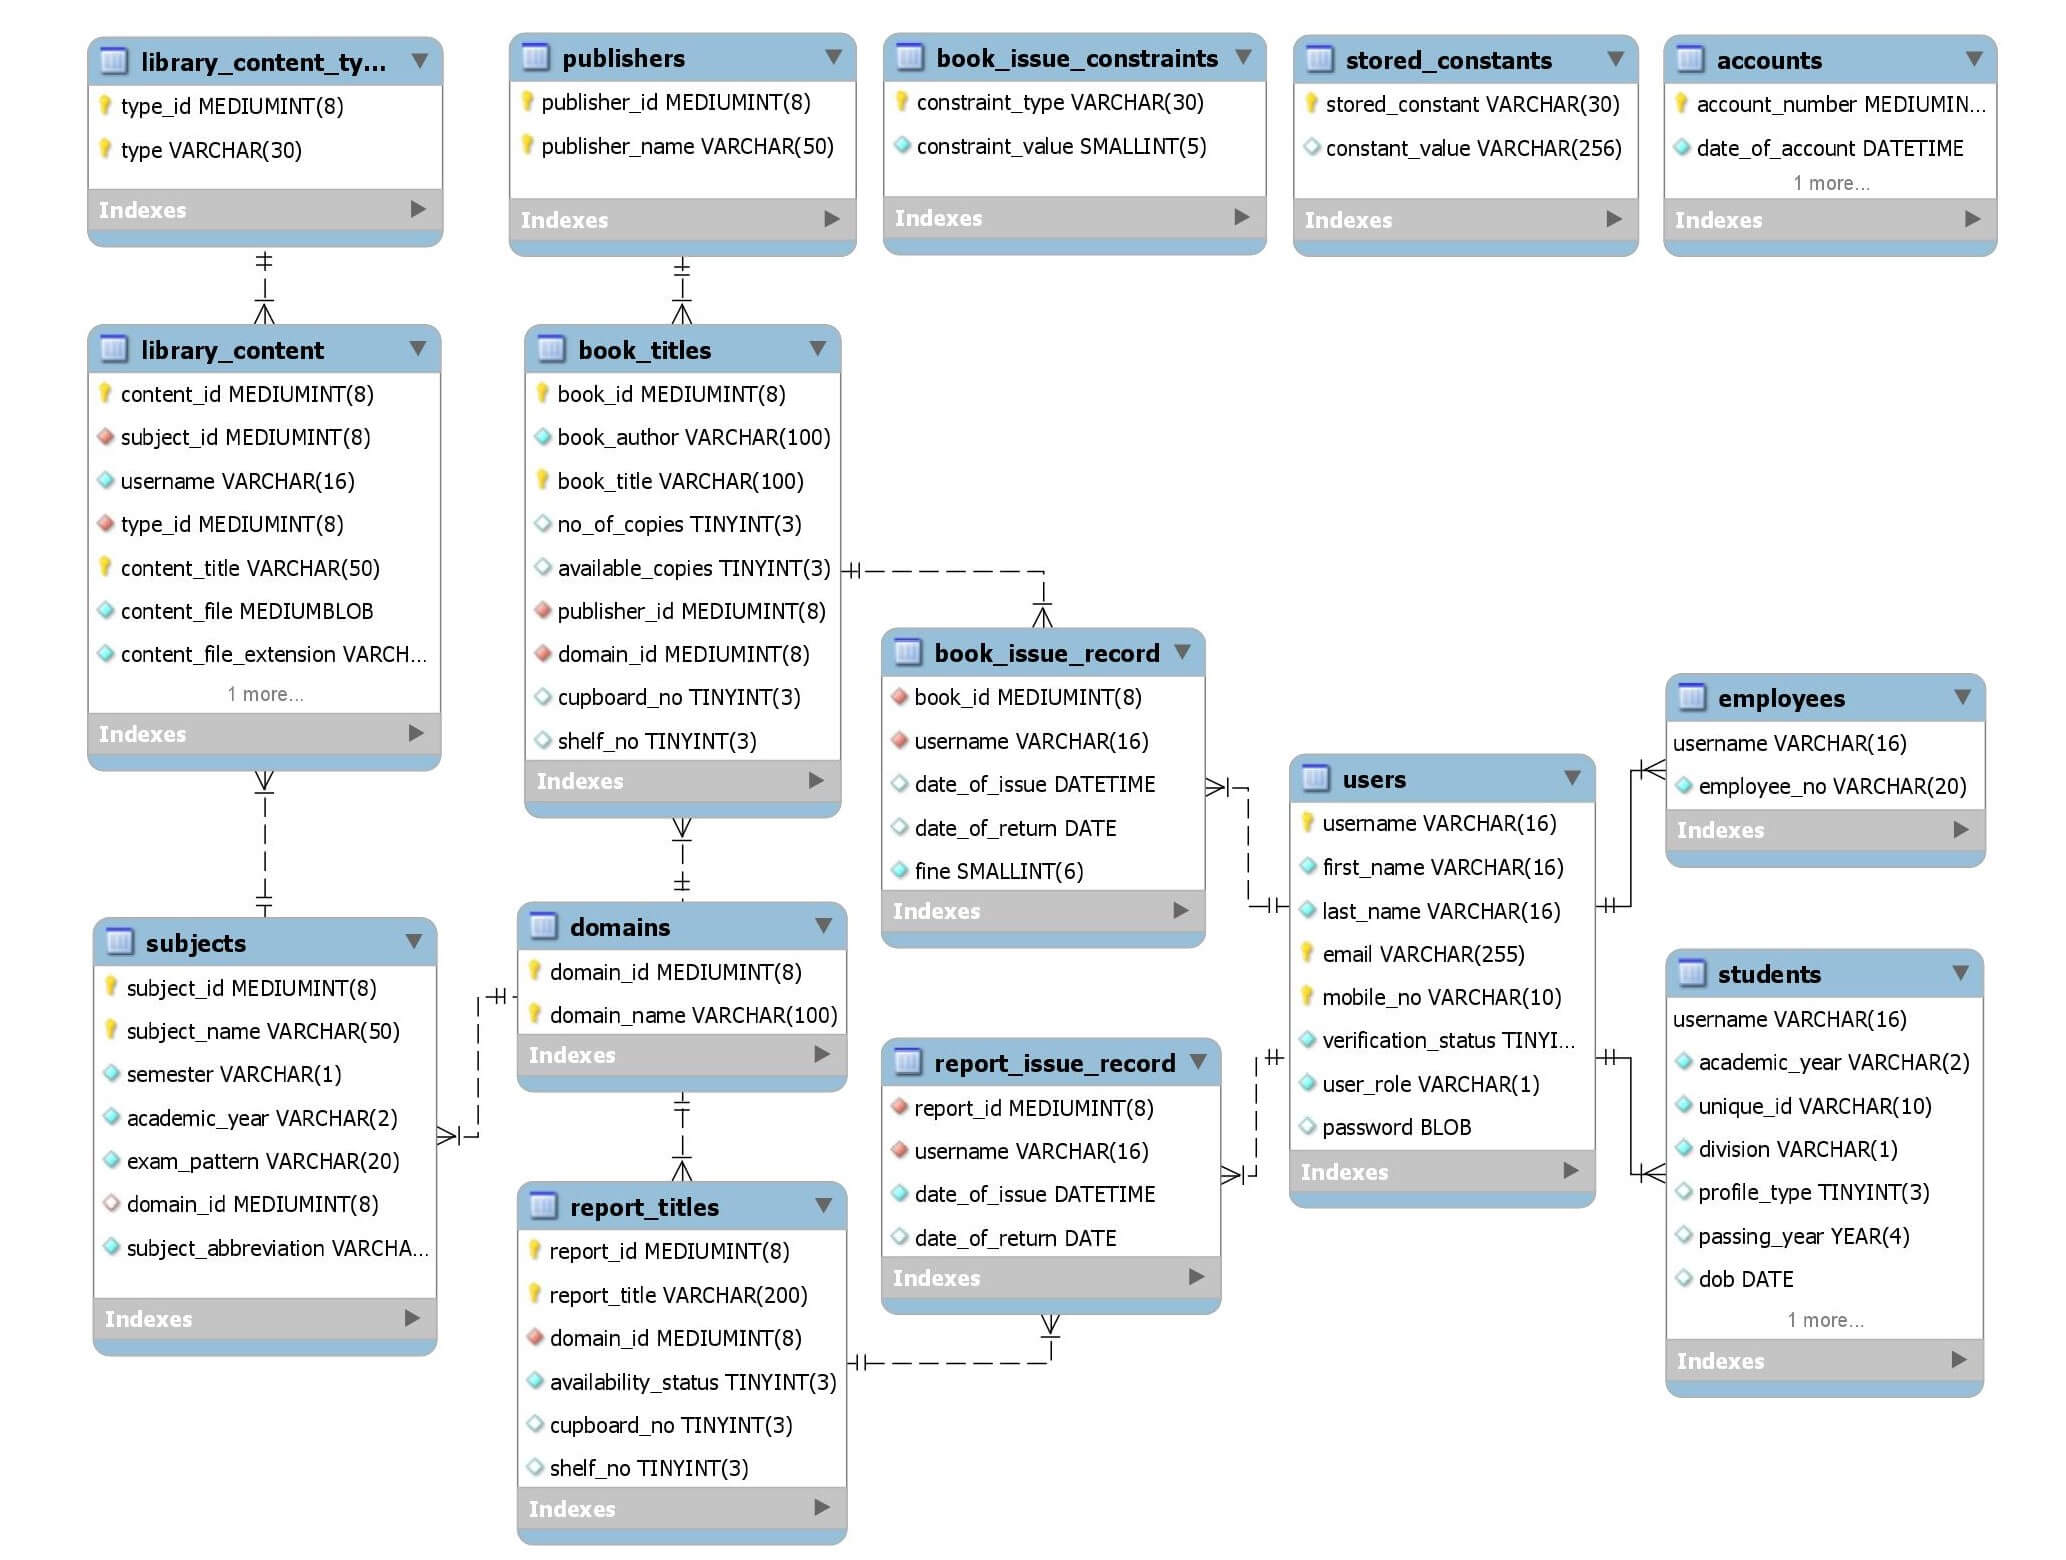 library_content_ty...
type_id MEDIUMINT(8)
type VARCHAR(30)
Indexes
publishers
publisher_id MEDIUMINT(8)
publisher_name VARCHAR(50)
Indexes
book_issue_constraints
constraint_type VARCHAR(30)
constraint_value SMALLINT(5)
Indexes
stored_constants
stored_constant VARCHAR(30)
constant_value VARCHAR(256)
Indexes
accounts
account_number MEDIUMIN...
date_of_account DATETIME
1 more...
Indexes
library_content
content_id MEDIUMINT(8)
subject_id MEDIUMINT(8)
username VARCHAR(16)
type_id MEDIUMINT(8)
content_title VARCHAR(50)
content_file MEDIUMBLOB
content_file_extension VARCH...
1 more...
Indexes
book_titles
book_id MEDIUMINT(8)
book_author VARCHAR(100)
book_title VARCHAR(100)
no_of_copies TINYINT(3)
available_copies TINYINT(3)
publisher_id MEDIUMINT(8)
domain_id MEDIUMINT(8)
cupboard_no TINYINT(3)
shelf_no TINYINT(3)
Indexes
book_issue_record
book_id MEDIUMINT(8)
username VARCHAR(16)
date_of_issue DATETIME
date_of_return DATE
fine SMALLINT(6)
Indexes
users
username VARCHAR(16)
first_name VARCHAR(16)
last_name VARCHAR(16)
email VARCHAR(255)
mobile_no VARCHAR(10)
verification_status TINYI...
user_role VARCHAR(1)
password BLOB
Indexes
employees
username VARCHAR(16)
employee_no VARCHAR(20)
Indexes
subjects
subject_id MEDIUMINT(8)
subject_name VARCHAR(50)
semester VARCHAR(1)
academic_year VARCHAR(2)
exam_pattern VARCHAR(20)
domain_id MEDIUMINT(8)
subject_abbreviation VARCHA...
Indexes
domains
domain_id MEDIUMINT(8)
domain_name VARCHAR(100)
Indexes
report_issue_record
report_id MEDIUMINT(8)
username VARCHAR(16)
date_of_issue DATETIME
date_of_return DATE
Indexes
students
username VARCHAR(16)
academic_year VARCHAR(2)
unique_id VARCHAR(10)
division VARCHAR(1)
profile_type TINYINT(3)
passing_year YEAR(4)
dob DATE
1 more...
Indexes
report_titles
report_id MEDIUMINT(8)
report_title VARCHAR(200)
domain_id MEDIUMINT(8)
availability_status TINYINT(3)
cupboard_no TINYINT(3)
shelf_no TINYINT(3)
Indexes